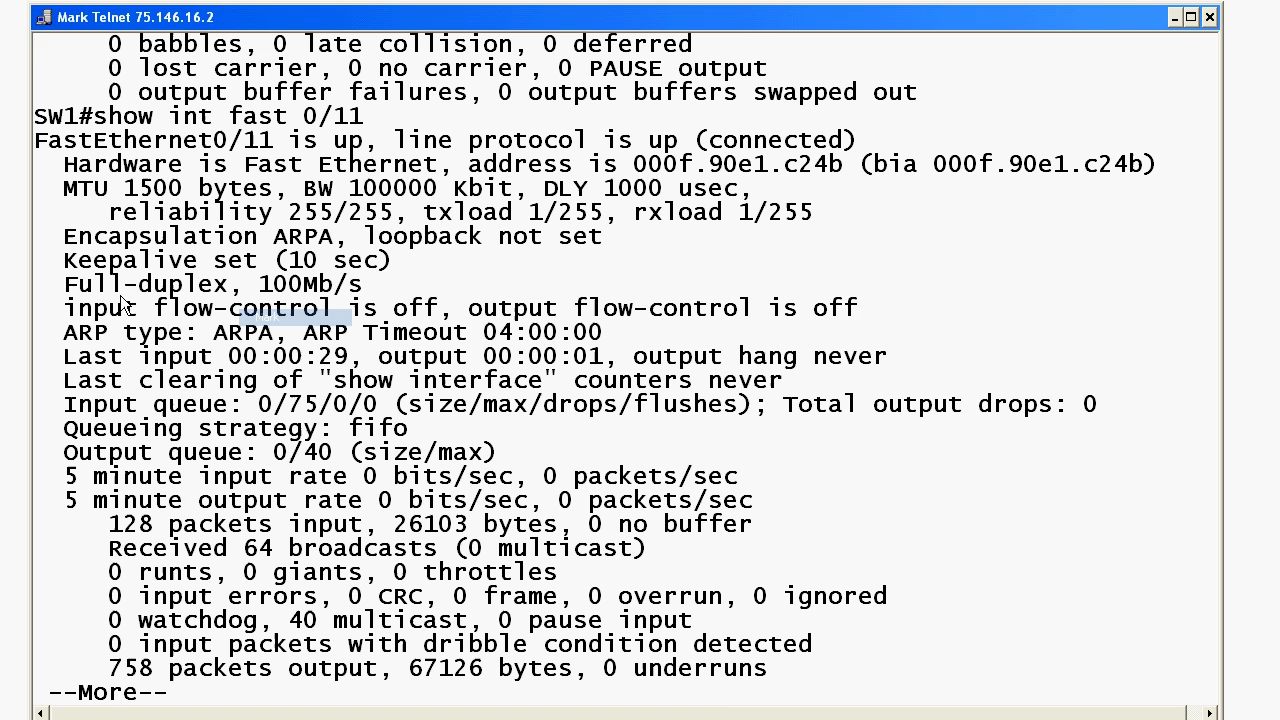 Mark Telnet 75.146.16.2
0 babbles, 0 late collision, 0 deferred
0 lost carrier, 0 no carrier, 0 PAUSE output
0 output buffer failures, 0 output buffers swapped out
SW1#show int fast 0/11
FastEthernet0/11 is up, line protocol is up (connected)
Hardware is Fast Ethernet, address is 000f.90e1.c24b (bia 000f.90e1.c24b)
MTU 1500 bytes, BW 100000 Kbit, DLY 1000 usec,
reliability 255/255, txload 1/255, rxload 1/255
Encapsulation ARPA, loopback not set
Keepalive set (10 sec)
Full-duplex, 100Mb/s
input flow-control is off, output flow-control is off
Mark
ARP type: ARPA, ARP Timeout 04:00:00
Last input 00:00:29, output 00:00:01, output hang never
Last clearing of "show interface" counters never
Input queue: 0/75/0/0 (size/max/drops/flushes); Total output drops: 0
Queueing strategy: fifo
Output queue: 0/40 (size/max)
5 minute input rate 0 bits/sec, 0 packets/sec
5 minute output rate 0 bits/sec, 0 packets/sec
128 packets input, 26103 bytes, 0 no buffer
Received 64 broadcasts (0 multicast)
0 runts, 0 giants, 0 throttles
0 input errors, 0 CRC, 0 frame, 0 overrun, 0 ignored
0 watchdog, 40 multicast, 0 pause input
0 input packets with dribble condition detected
758 packets output, 67126 bytes, 0 underruns
--More--